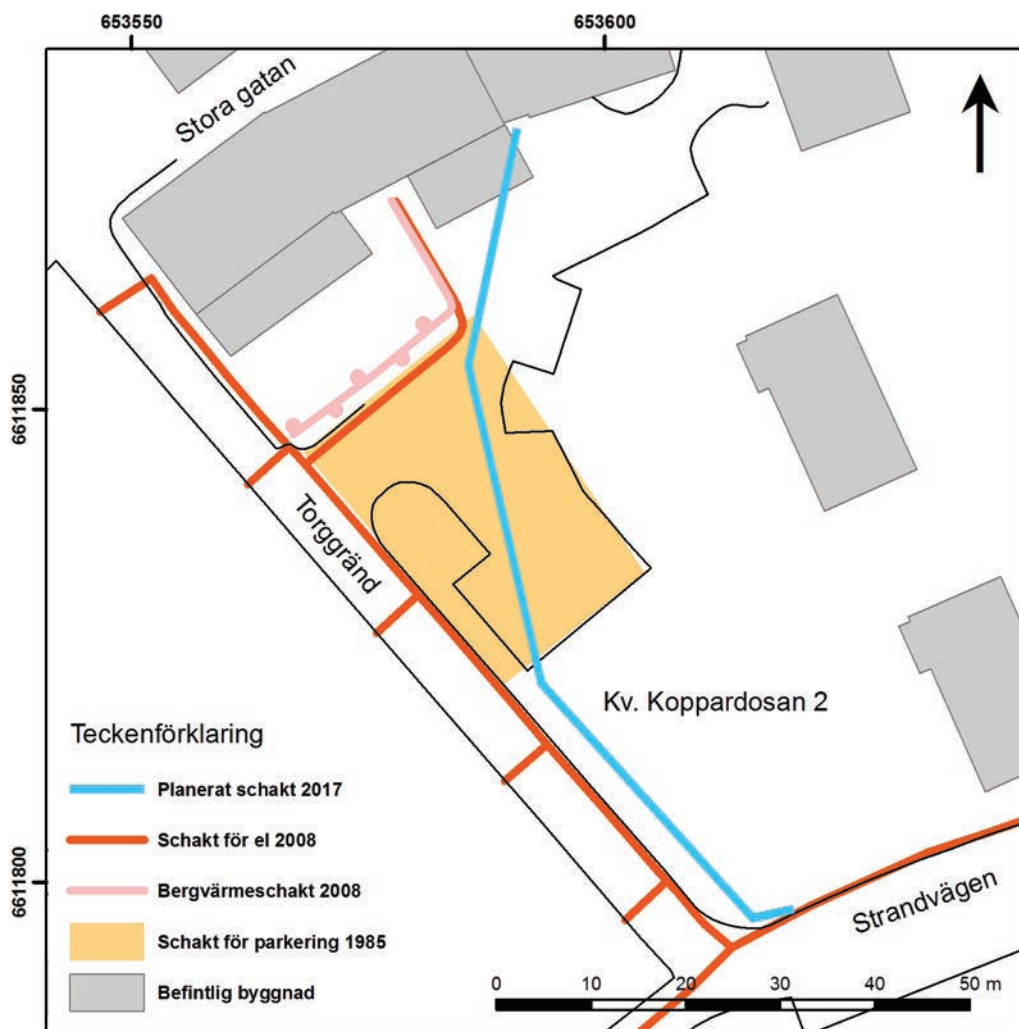 653550
653600
Stora gatan
6611850
Torggränd
Kv. Koppardosan 2
Teckenförklaring
Planerat schakt 2017
Schakt för el 2008
6611800
Bergvärmeschakt 2008
Strandvägen
Schakt för parkering 1985
Befintlig byggnad
0 10 20 30 40 50 m